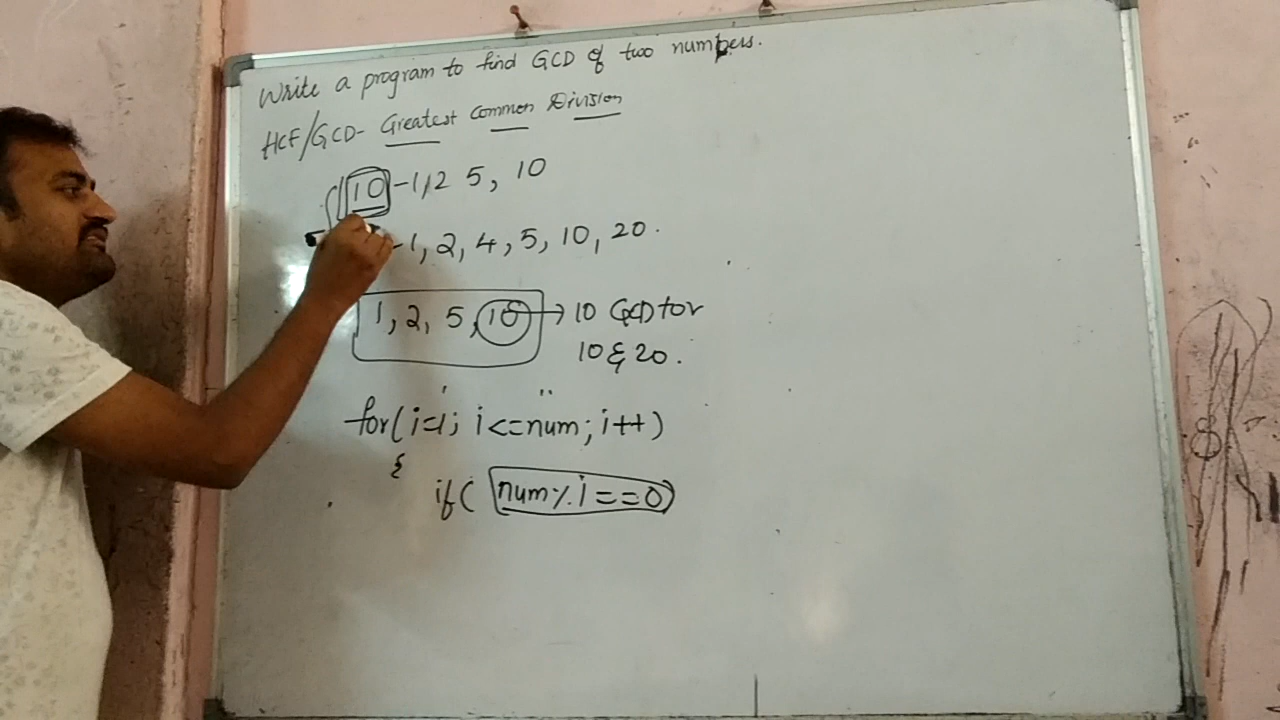 Write a program to find GCD of two numbers.
HCF/GCD- Greatest Common Division
10 -1,2 5, 10
-1, 2, 4, 5, 10, 20.
1, 2, 5, 10 → 10 GCD for
10 & 20.
for(i=1; i<=num; i++)
{
if( num%i==0)